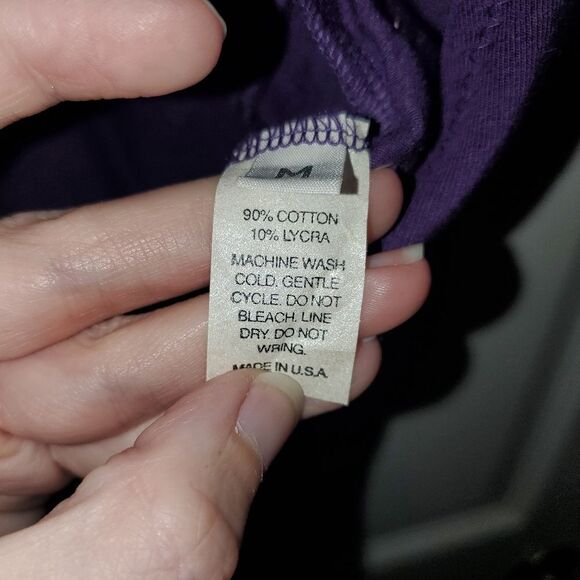 M
90% COTTON
10% LYCRA
MACHINE WASH
COLD. GENTLE
CYCLE. DO NOT
BLEACH. LINE
DRY. DO NOT
WRING.
MADE IN U.S.A.